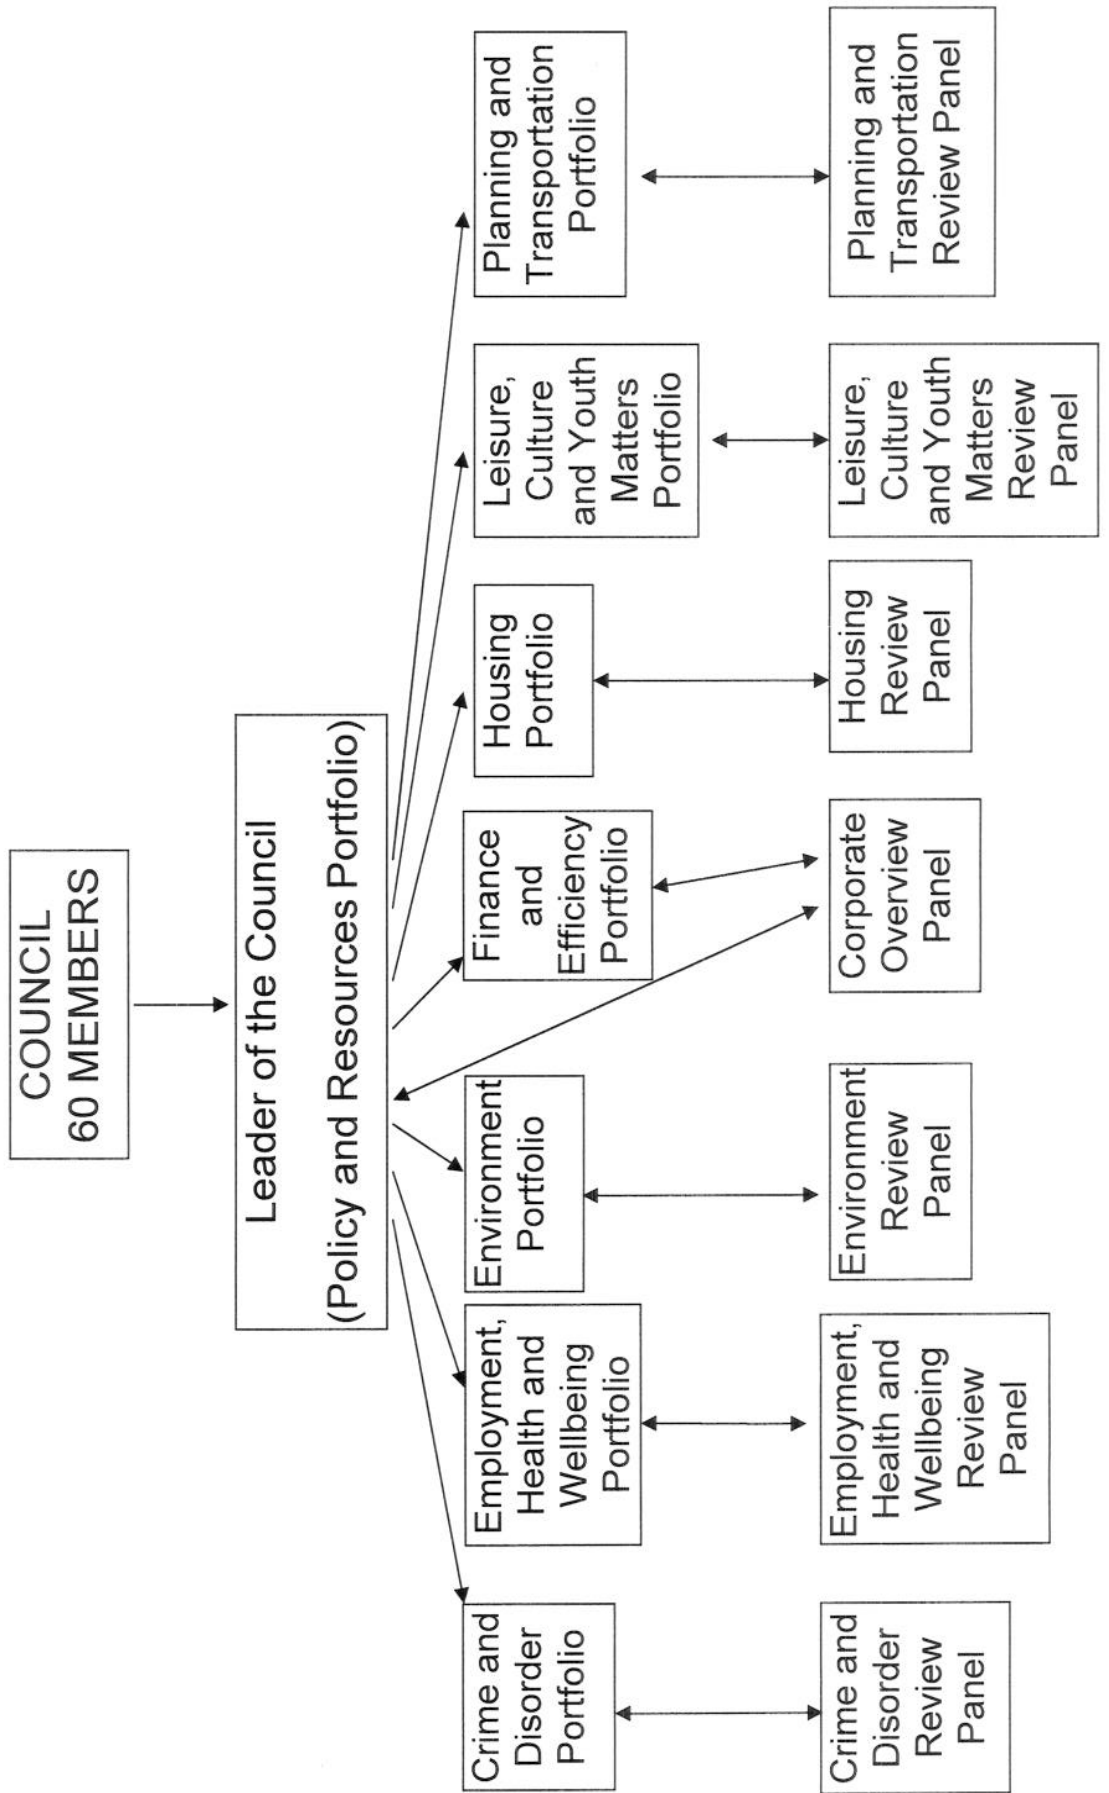 COUNCIL
60 MEMBERS
Leader of the Council
(Policy and Resources Portfolio)
Crime and
Disorder
Portfolio
Employment,
Health and
Wellbeing
Portfolio
Environment
Portfolio
Finance
and
Efficiency
Portfolio
Housing
Portfolio
Leisure,
Culture
and Youth
Matters
Portfolio
Planning and
Transportation
Portfolio
Crime and
Disorder
Review
Panel
Employment,
Health and
Wellbeing
Review
Panel
Environment
Review
Panel
Corporate
Overview
Panel
Housing
Review
Panel
Leisure,
Culture
and Youth
Matters
Review
Panel
Planning and
Transportation
Review Panel